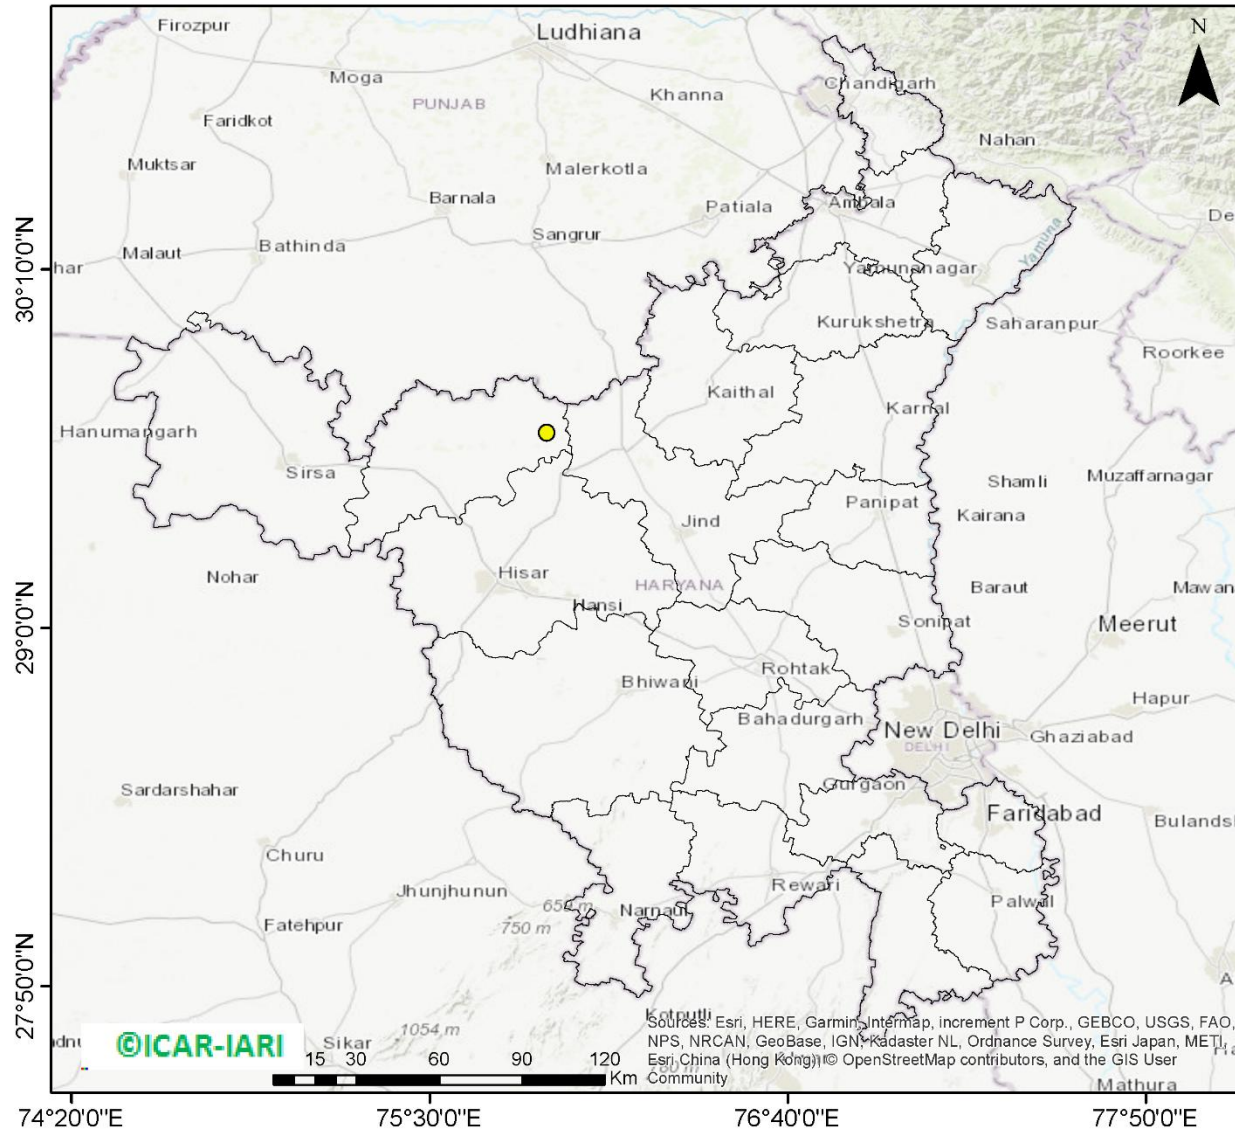 Firozpur
Ludhiana
N
Moga
Chandigarh
PUNJAB
Khanna
Faridkot
Nahan
Muktsar
Malerkotla
Barnala
Patiala
Ambala
De
Sangrur
Malaut
Bathinda
Yamuna
har
Yamunanagar
30°10'0"N
Kurukshetra
Saharanpur
Roorkee
Kaithal
Karnal
Hanumangarh
Sirsa
Shamli
Muzaffarnagar
Panipat
Kairana
Jind
Nohar
Hisar
HARYANA
Baraut
Mawan
Hansi
29°0'0"N
Sonipat
Meerut
Rohtak
Bhiwani
Hapur
Bahadurgarh
New Delhi
Ghaziabad
DELHI
Sardarshahar
Gurgaon
Faridabad
Bulandsh
Churu
Jhunjhunun
Rewari
Palwal
659 m
Narnaul
Fatehpur
750 m
27°50'0"N
A
Kotputli
1054 m
Sikar
©ICAR-IARI
15 30 60 90 120
Km
780 m
Sources: Esri, HERE, Garmin, Intermap, increment P Corp., GEBCO, USGS, FAO,
NPS, NRCAN, GeoBase, IGN, Kadaster NL, Ordnance Survey, Esri Japan, METI,
Esri China (Hong Kong), © OpenStreetMap contributors, and the GIS User
Community
Mathura
74°20'0"E 75°30'0"E 76°40'0"E 77°50'0"E